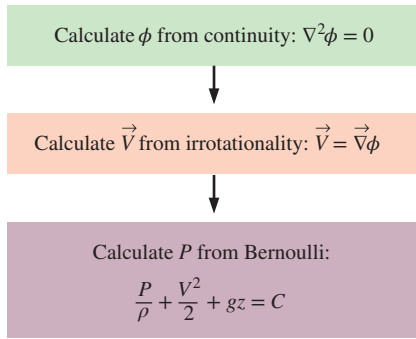 Calculate ϕ from continuity: ∇²ϕ = 0
Calculate V⃗ from irrotationality: V⃗ = ∇⃗ϕ
Calculate P from Bernoulli:
P/ρ + V²/2 + gz = C